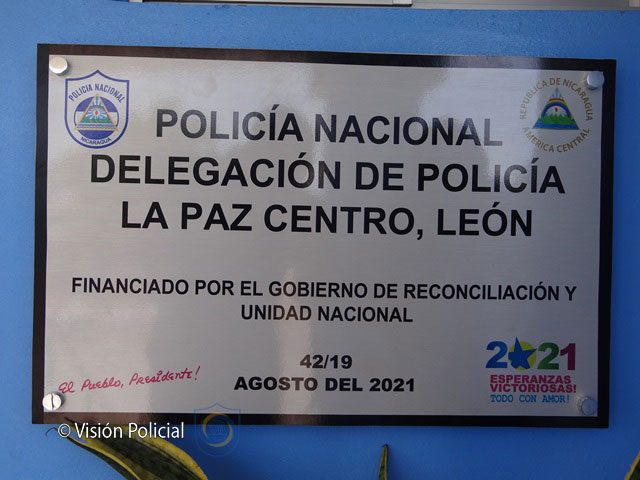 POLICIA NACIONAL
NICARAGUA
REPUBLICA DE NICARAGUA
AMERICA CENTRAL
POLICÍA NACIONAL
DELEGACIÓN DE POLICÍA
LA PAZ CENTRO, LEÓN
FINANCIADO POR EL GOBIERNO DE RECONCILIACIÓN Y
UNIDAD NACIONAL
42/19
AGOSTO DEL 2021
El Pueblo, Presidente!
2021
ESPERANZAS
VICTORIOSAS!
TODO CON AMOR!
© Visión Policial